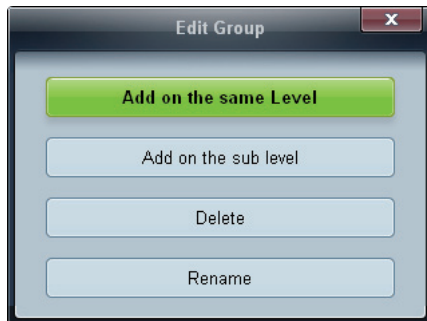 Edit Group
x
Add on the same Level
Add on the sub level
Delete
Rename